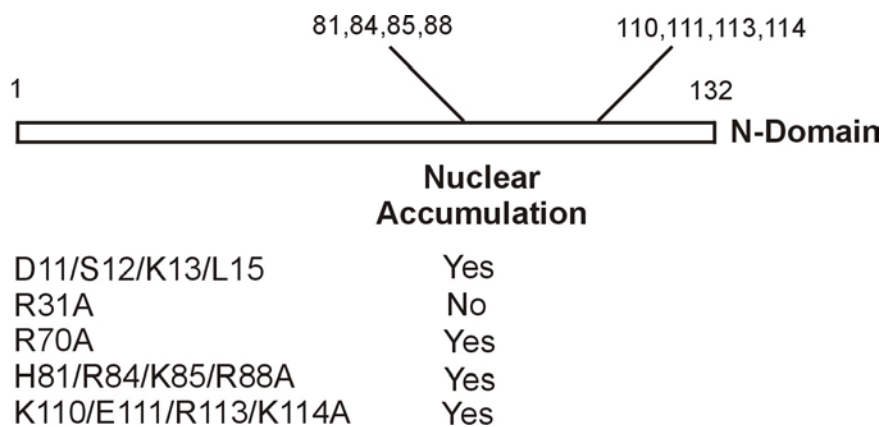 81,84,85,88 110,111,113,114
1 132
N-Domain
Nuclear
Accumulation
D11/S12/K13/L15 Yes
R31A No
R70A Yes
H81/R84/K85/R88A Yes
K110/E111/R113/K114A Yes